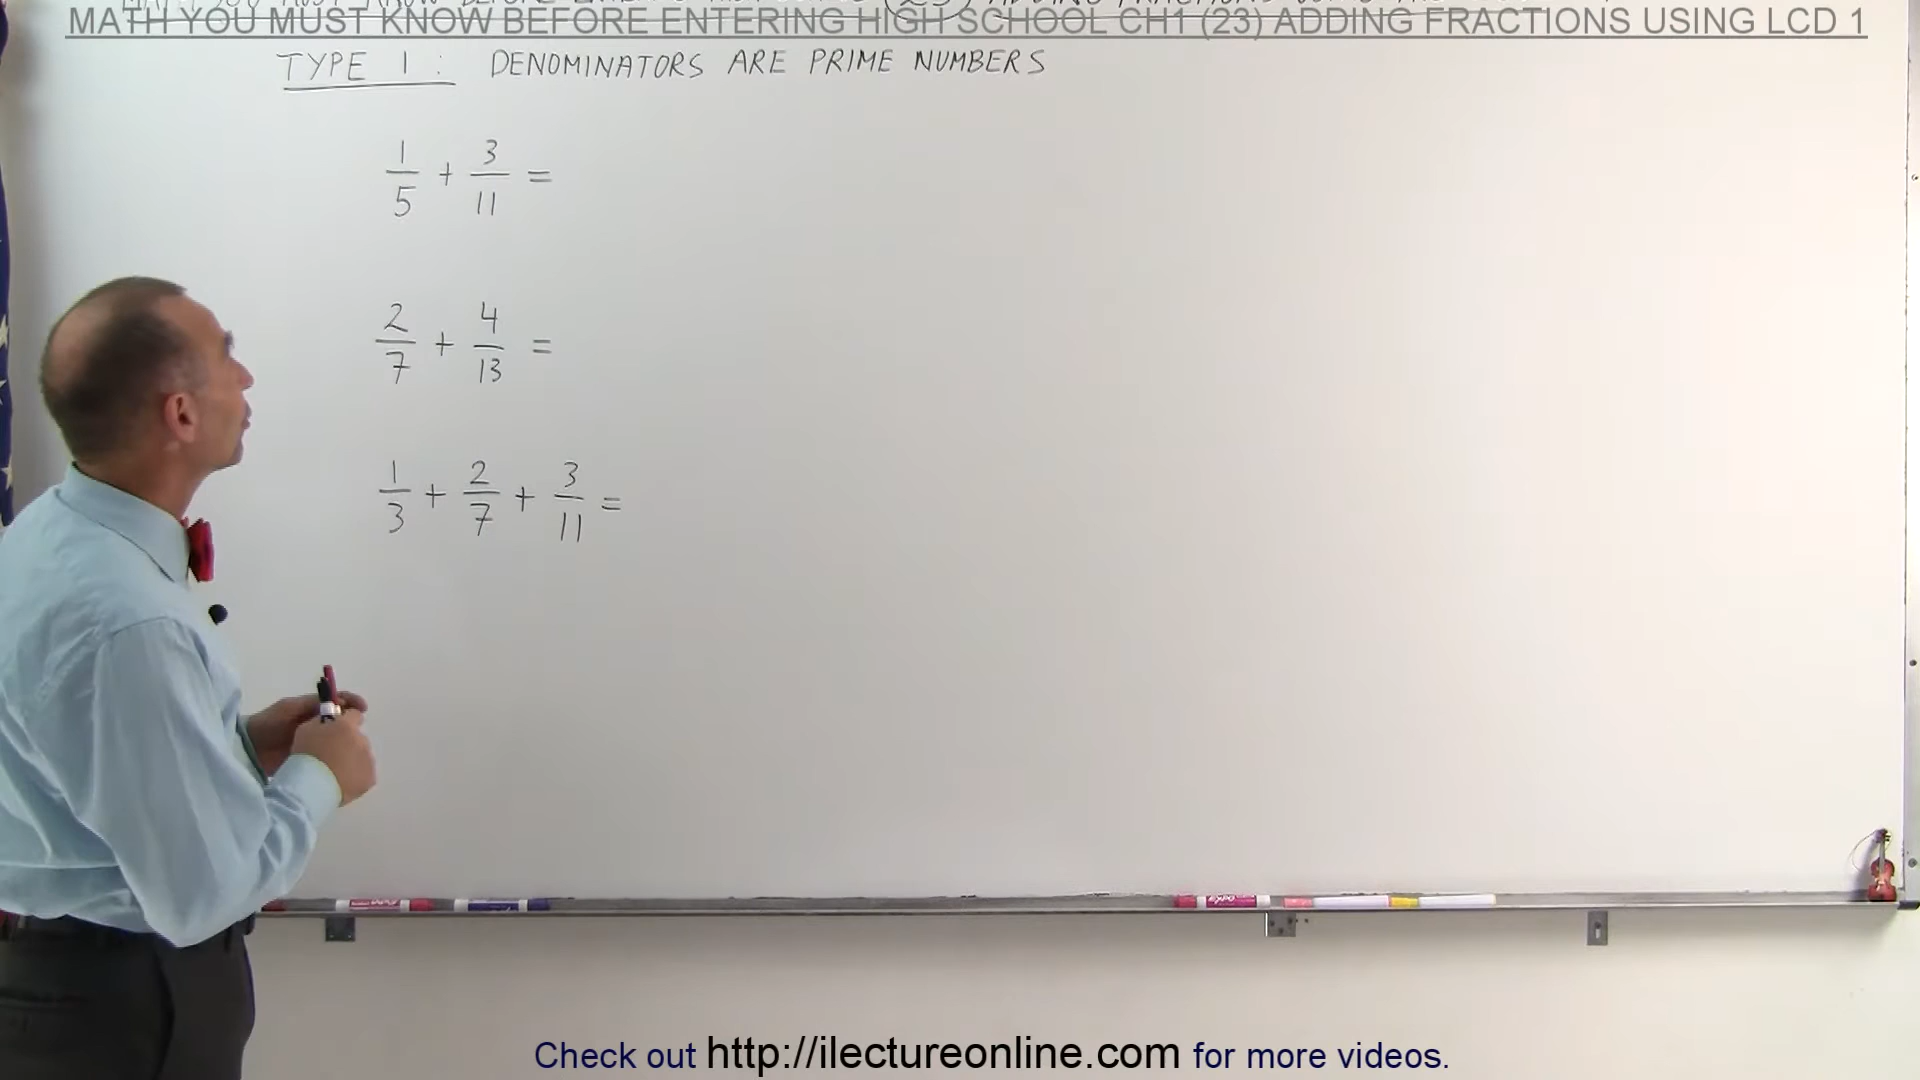 MATH YOU MUST KNOW BEFORE ENTERING HIGH SCHOOL CH1 (23) ADDING FRACTIONS USING LCD 1
TYPE 1: DENOMINATORS ARE PRIME NUMBERS
1/5 + 3/11 =
2/7 + 4/13 =
1/3 + 2/7 + 3/11 =
EXPO
Check out http://ilectureonline.com for more videos.